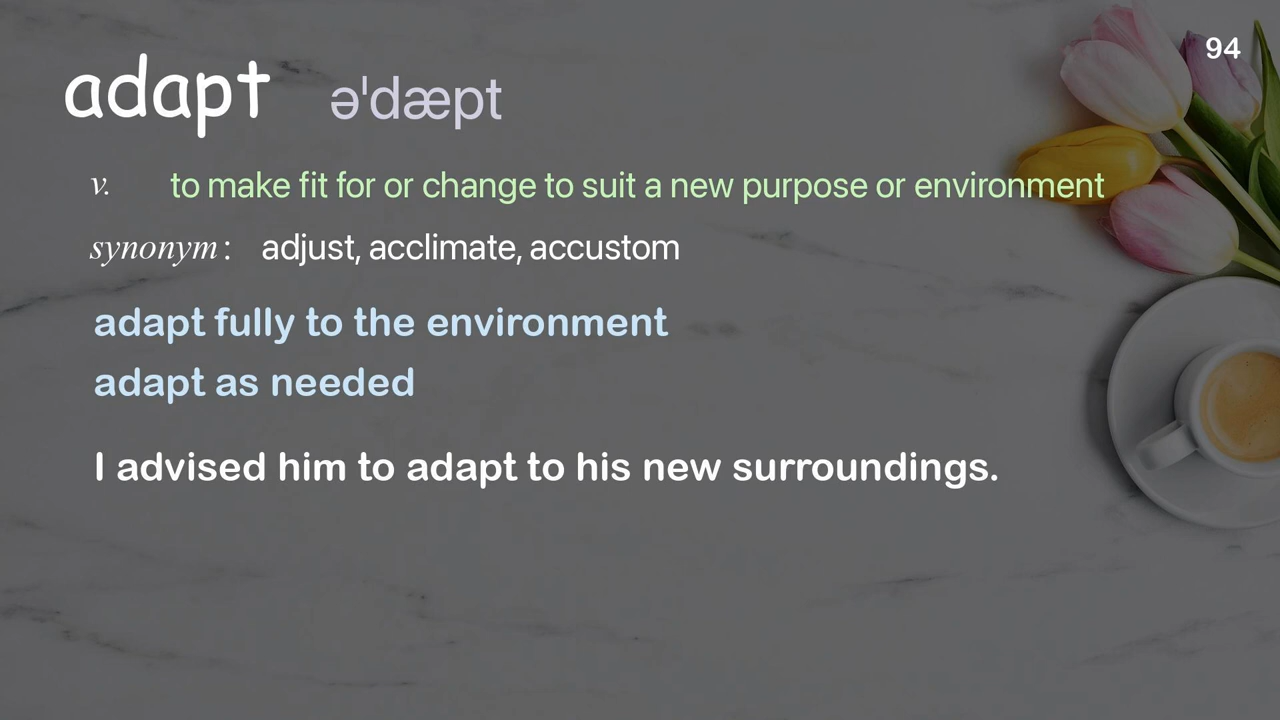 94
adapt əˈdæpt
v. to make fit for or change to suit a new purpose or environment
synonym: adjust, acclimate, accustom
adapt fully to the environment
adapt as needed
I advised him to adapt to his new surroundings.